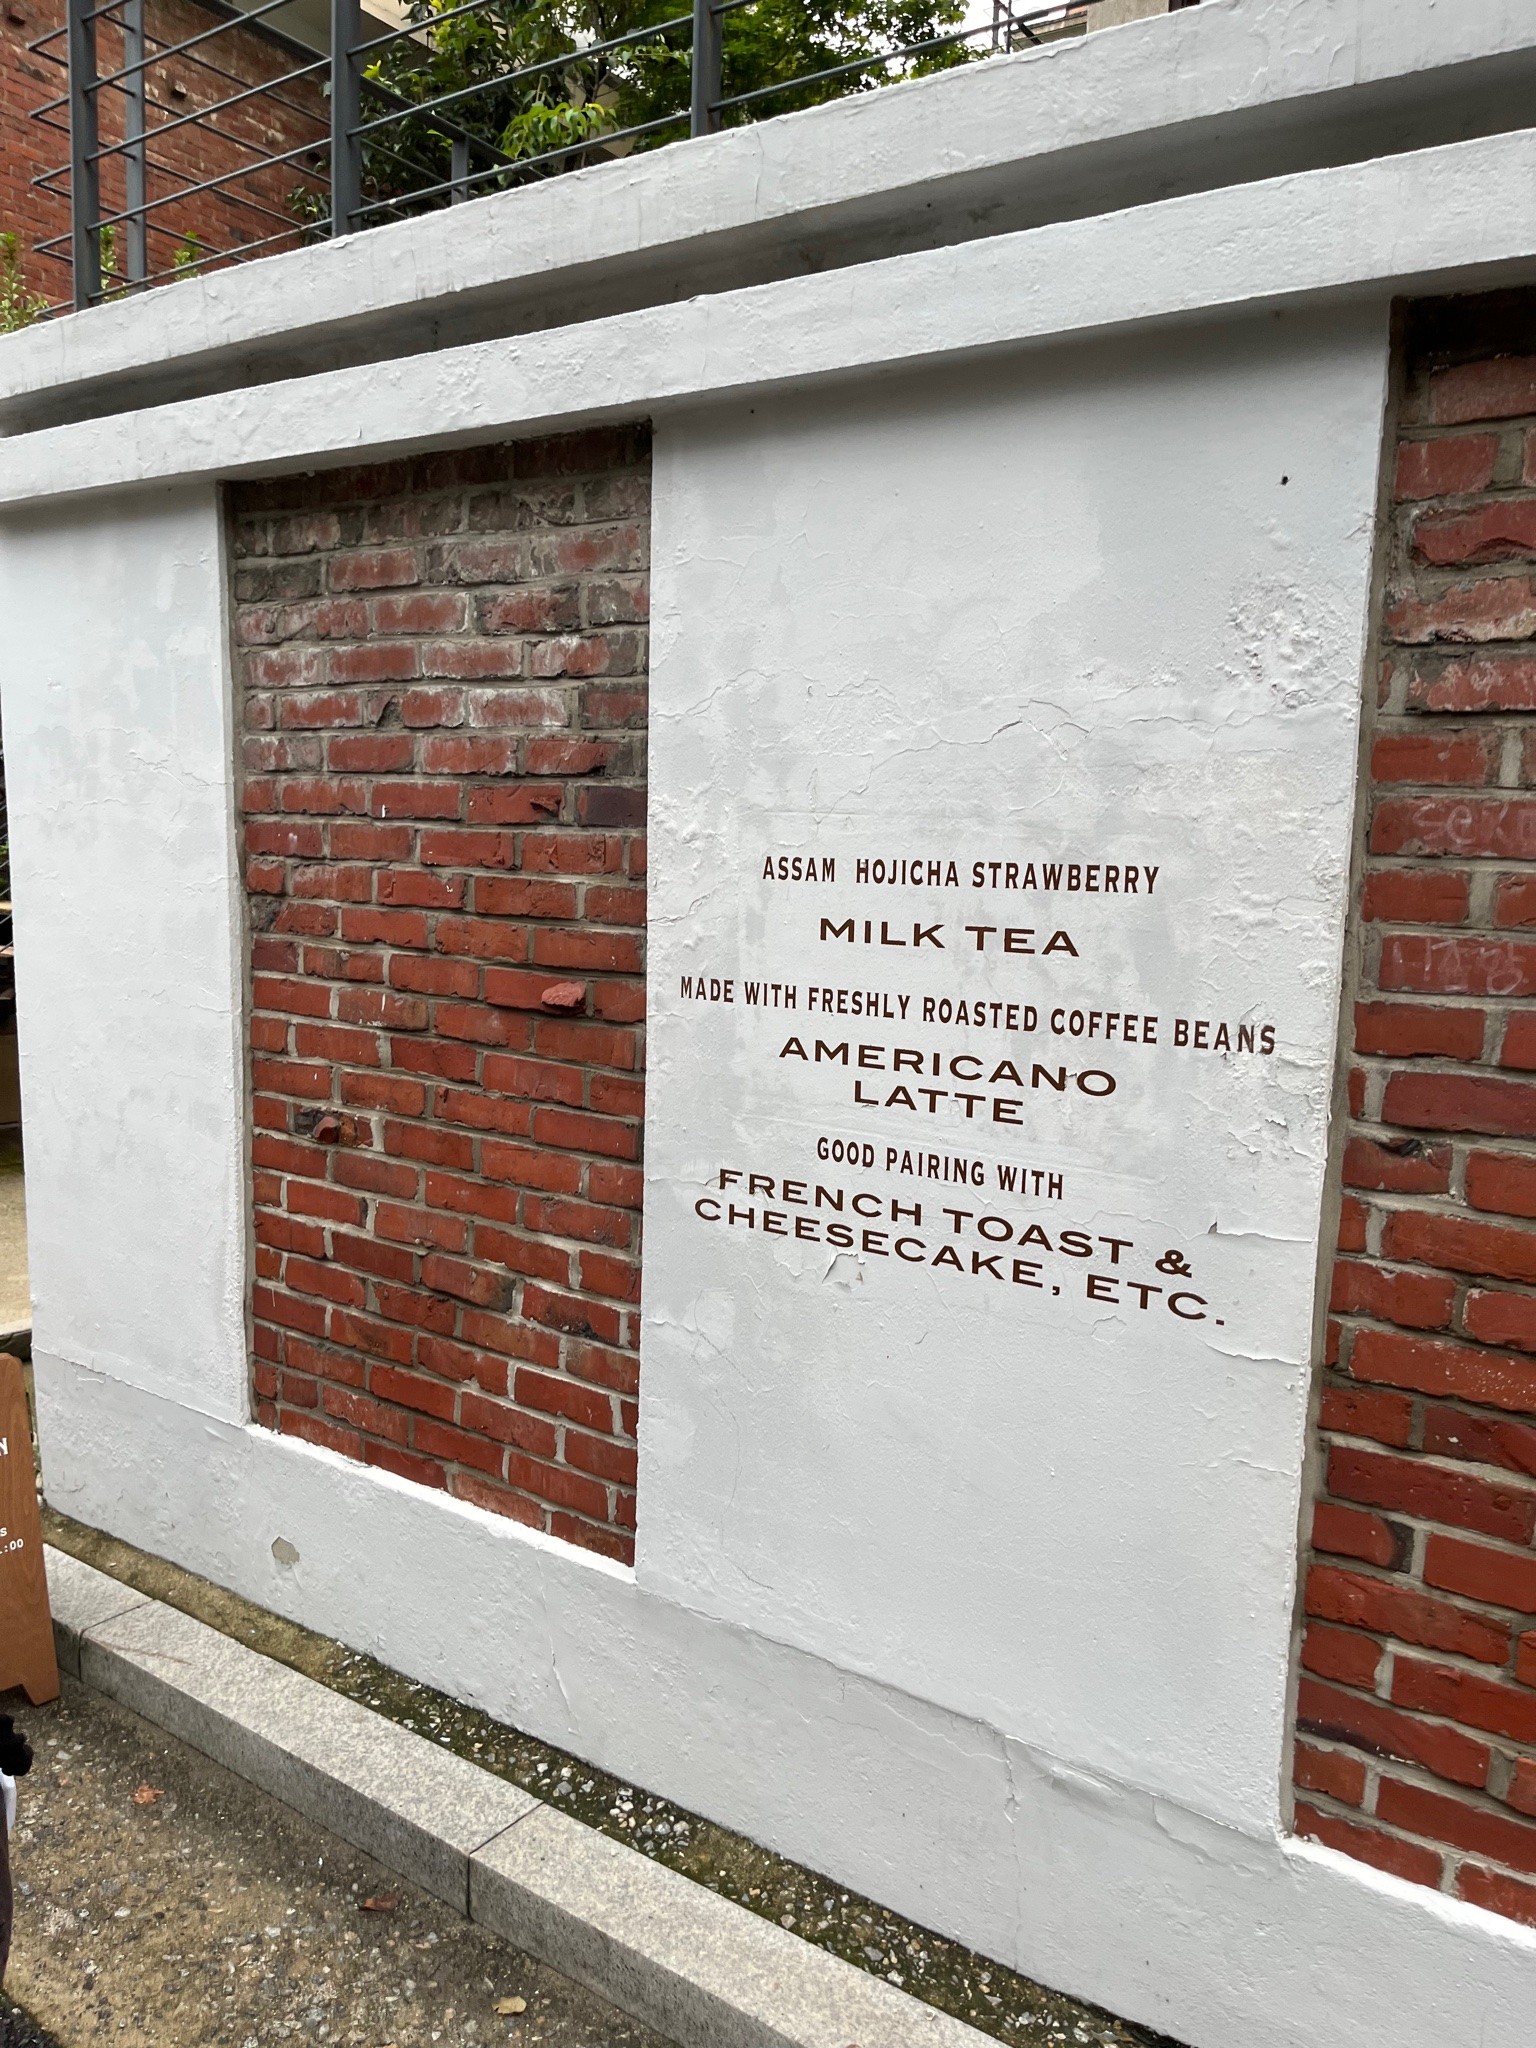 ASSAM HOJICHA STRAWBERRY
MILK TEA
MADE WITH FRESHLY ROASTED COFFEE BEANS
AMERICANO
LATTE
GOOD PAIRING WITH
FRENCH TOAST &
CHEESECAKE, ETC.